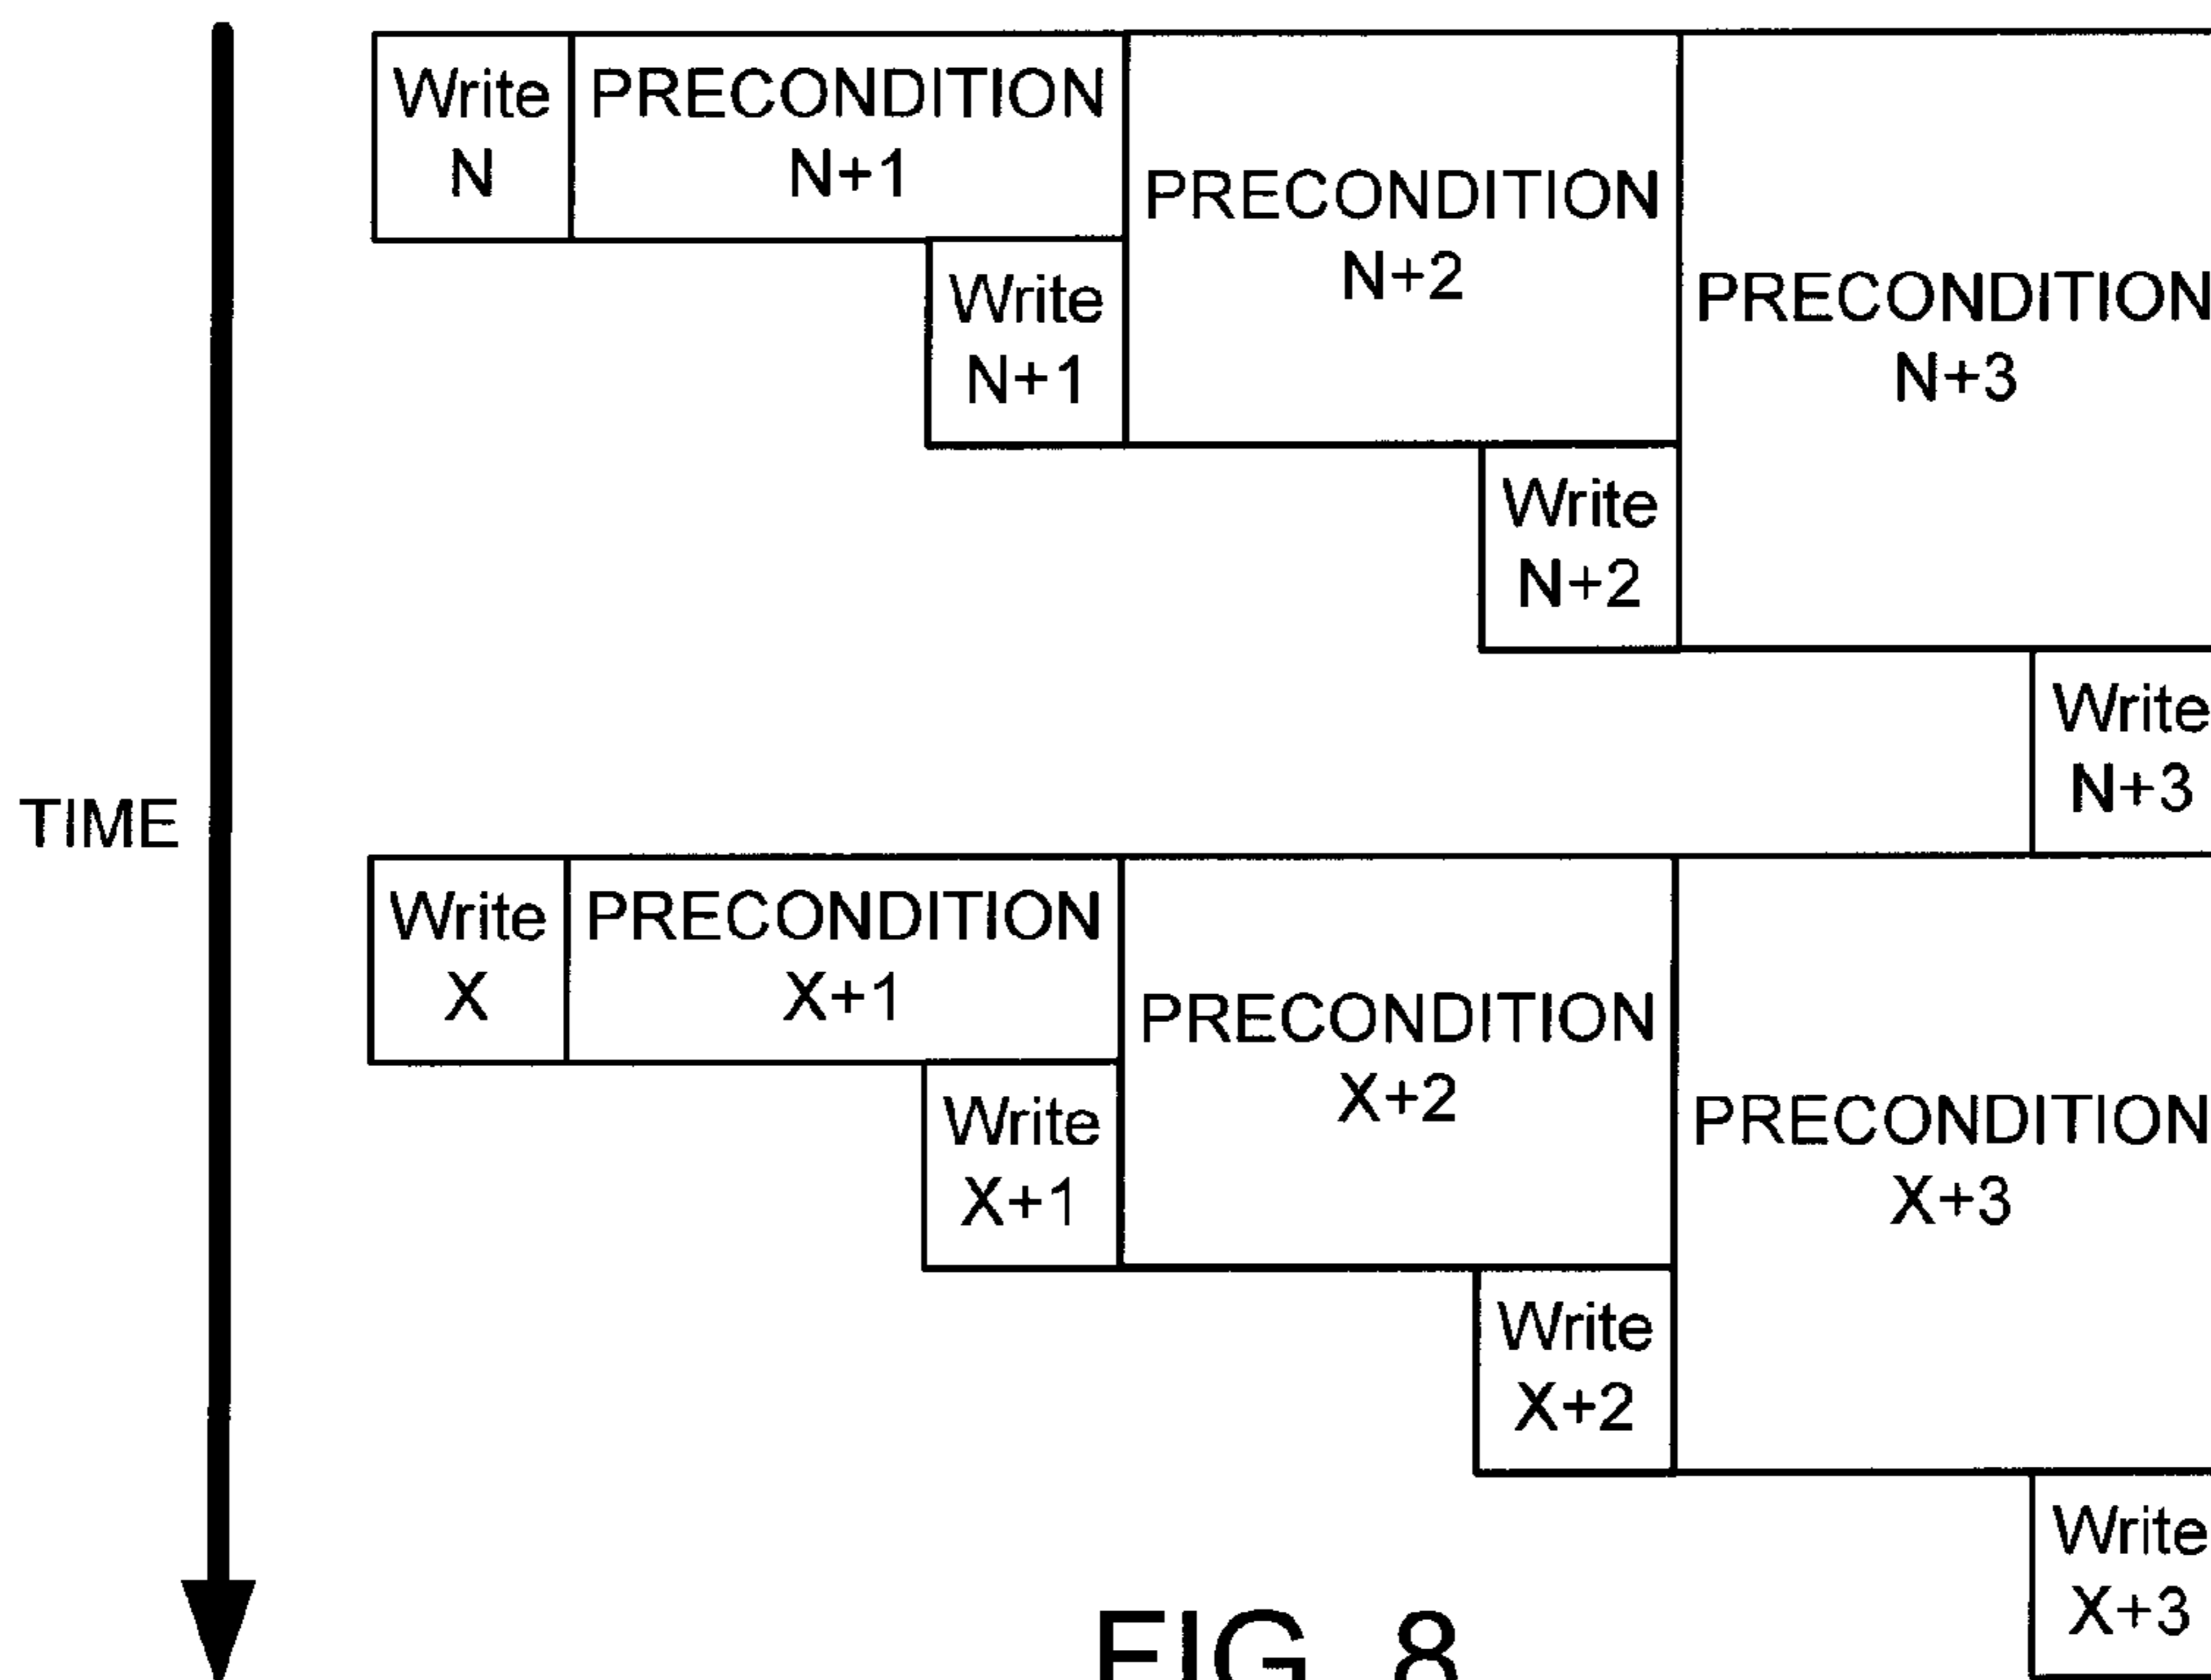 Write
N
PRECONDITION
N+1
PRECONDITION
N+2
PRECONDITION
N+3
Write
N+1
Write
N+2
Write
N+3
TIME
Write
X
PRECONDITION
X+1
PRECONDITION
X+2
PRECONDITION
X+3
Write
X+1
Write
X+2
Write
X+3
FIG. 8